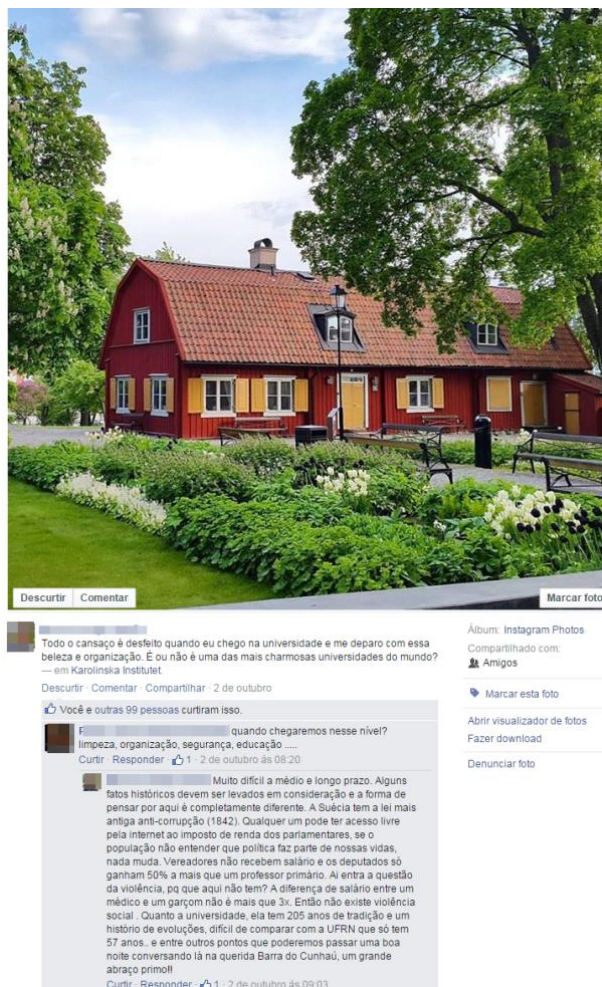 Descurtir Comentar
Marcar foto
Todo o cansaço é desfeito quando eu chego na universidade e me deparo com essa
beleza e organização. É ou não é uma das mais charmosas universidades do mundo?
— em Karolinska Institutet.
Descurtir · Comentar · Compartilhar · 2 de outubro
Você e outras 99 pessoas curtiram isso.
quando chegaremos nesse nível?
limpeza, organização, segurança, educação .....
Curtir · Responder · 1 · 2 de outubro às 08:20
Muito difícil a médio e longo prazo. Alguns
fatos históricos devem ser levados em consideração e a forma de
pensar por aqui é completamente diferente. A Suécia tem a lei mais
antiga anti-corrupção (1842). Qualquer um pode ter acesso livre
pela internet ao imposto de renda dos parlamentares, se o
população não entender que política faz parte de nossas vidas,
nada muda. Vereadores não recebem salário e os deputados só
ganham 50% a mais que um professor primário. Ai entra a questão
da violência, pq que aqui não tem? A diferença de salário entre um
médico e um garçom não é mais que 3x. Então não existe violência
social . Quanto a universidade, ela tem 205 anos de tradição e um
histório de evoluções, difícil de comparar com a UFRN que só tem
57 anos.. e entre outros pontos que poderemos passar uma boa
noite conversando lá na querida Barra do Cunhaú, um grande
abraço primo!!
Curtir · Responder · 1 · 2 de outubro às 09:03
Álbum: Instagram Photos
Compartilhado com:
Amigos
Marcar esta foto
Abrir visualizador de fotos
Fazer download
Denunciar foto